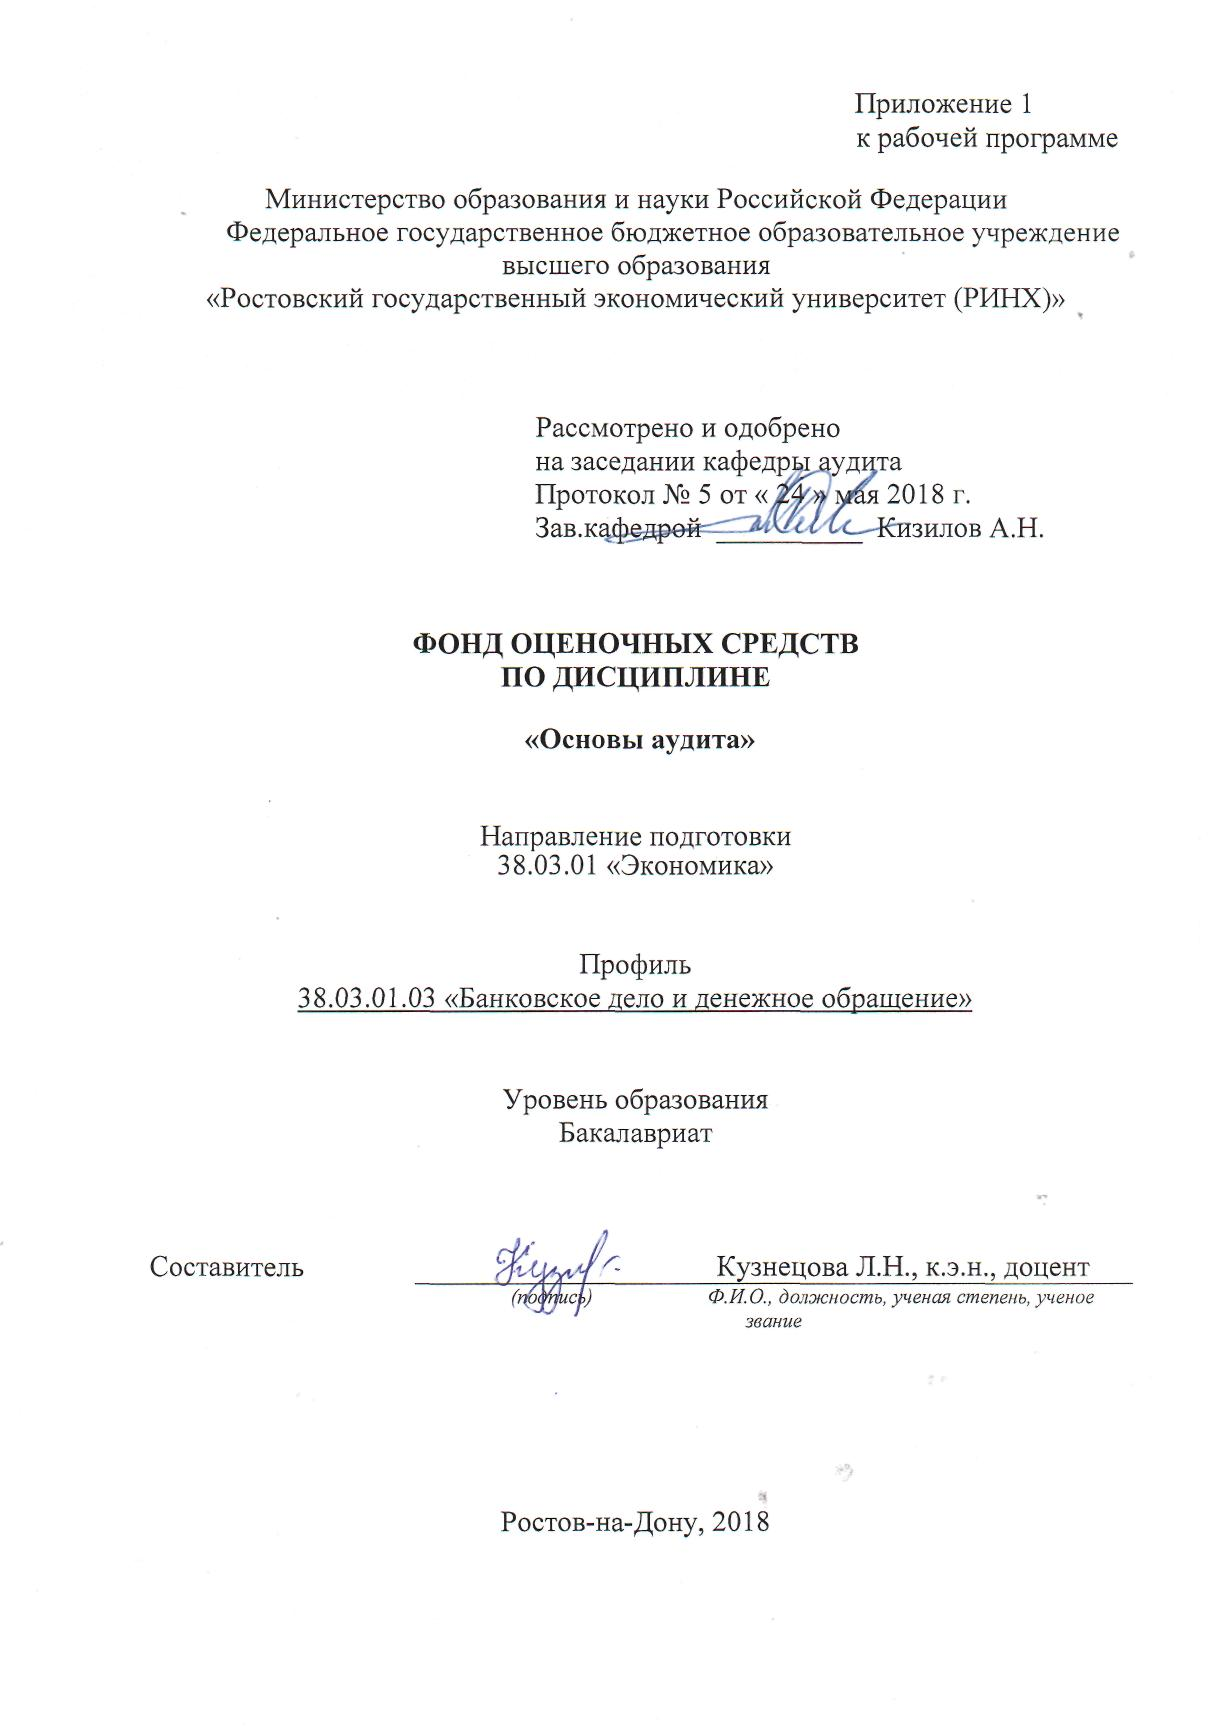 Приложение 1
к рабочей программе
Министерство образования и науки Российской Федерации
Федеральное государственное бюджетное образовательное учреждение
высшего образования
«Ростовский государственный экономический университет (РИНХ)»
Рассмотрено и одобрено
на заседании кафедры аудита
Протокол № 5 от « 24 » мая 2018 г.
Зав.кафедрой __________ Кизилов А.Н.
ФОНД ОЦЕНОЧНЫХ СРЕДСТВ
ПО ДИСЦИПЛИНЕ
«Основы аудита»
Направление подготовки
38.03.01 «Экономика»
Профиль
38.03.01.03 «Банковское дело и денежное обращение»
Уровень образования
Бакалавриат
Составитель Кузнецова Л.Н., к.э.н., доцент
(подпись) Ф.И.О., должность, ученая степень, ученое
звание
Ростов-на-Дону, 2018